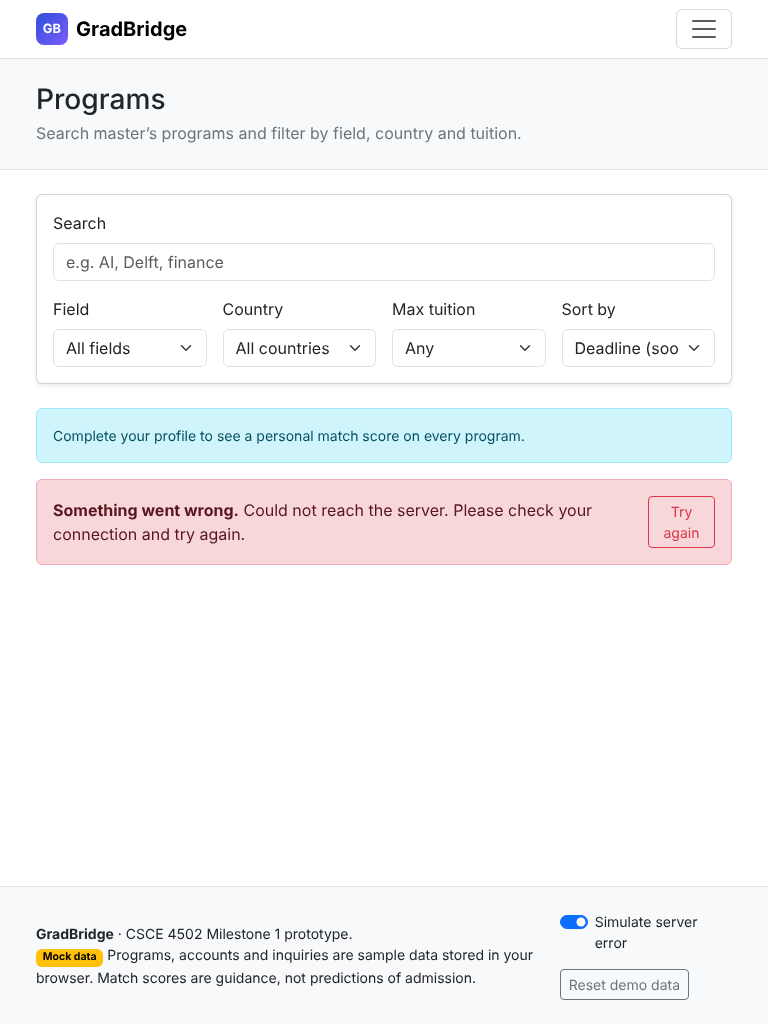 GB GradBridge
Programs
Search master’s programs and filter by field, country and tuition.
Search
e.g. AI, Delft, finance
Field Country Max tuition Sort by
All fields All countries Any Deadline (soo
Complete your profile to see a personal match score on every program.
Something went wrong. Could not reach the server. Please check your
connection and try again.
Try
again
GradBridge · CSCE 4502 Milestone 1 prototype.
Mock data Programs, accounts and inquiries are sample data stored in your
browser. Match scores are guidance, not predictions of admission.
Simulate server
error
Reset demo data